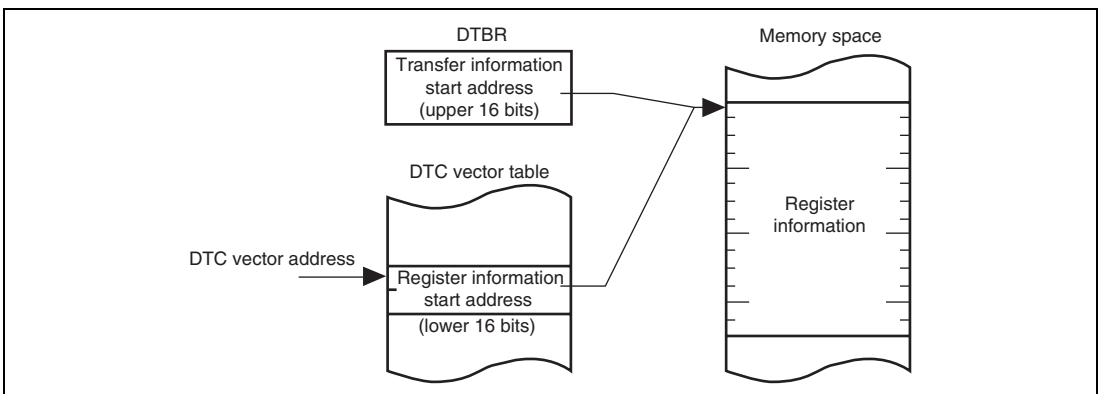 DTBR
Transfer information
start address
(upper 16 bits)
Memory space
DTC vector table
DTC vector address
Register information
start address
(lower 16 bits)
Register
information